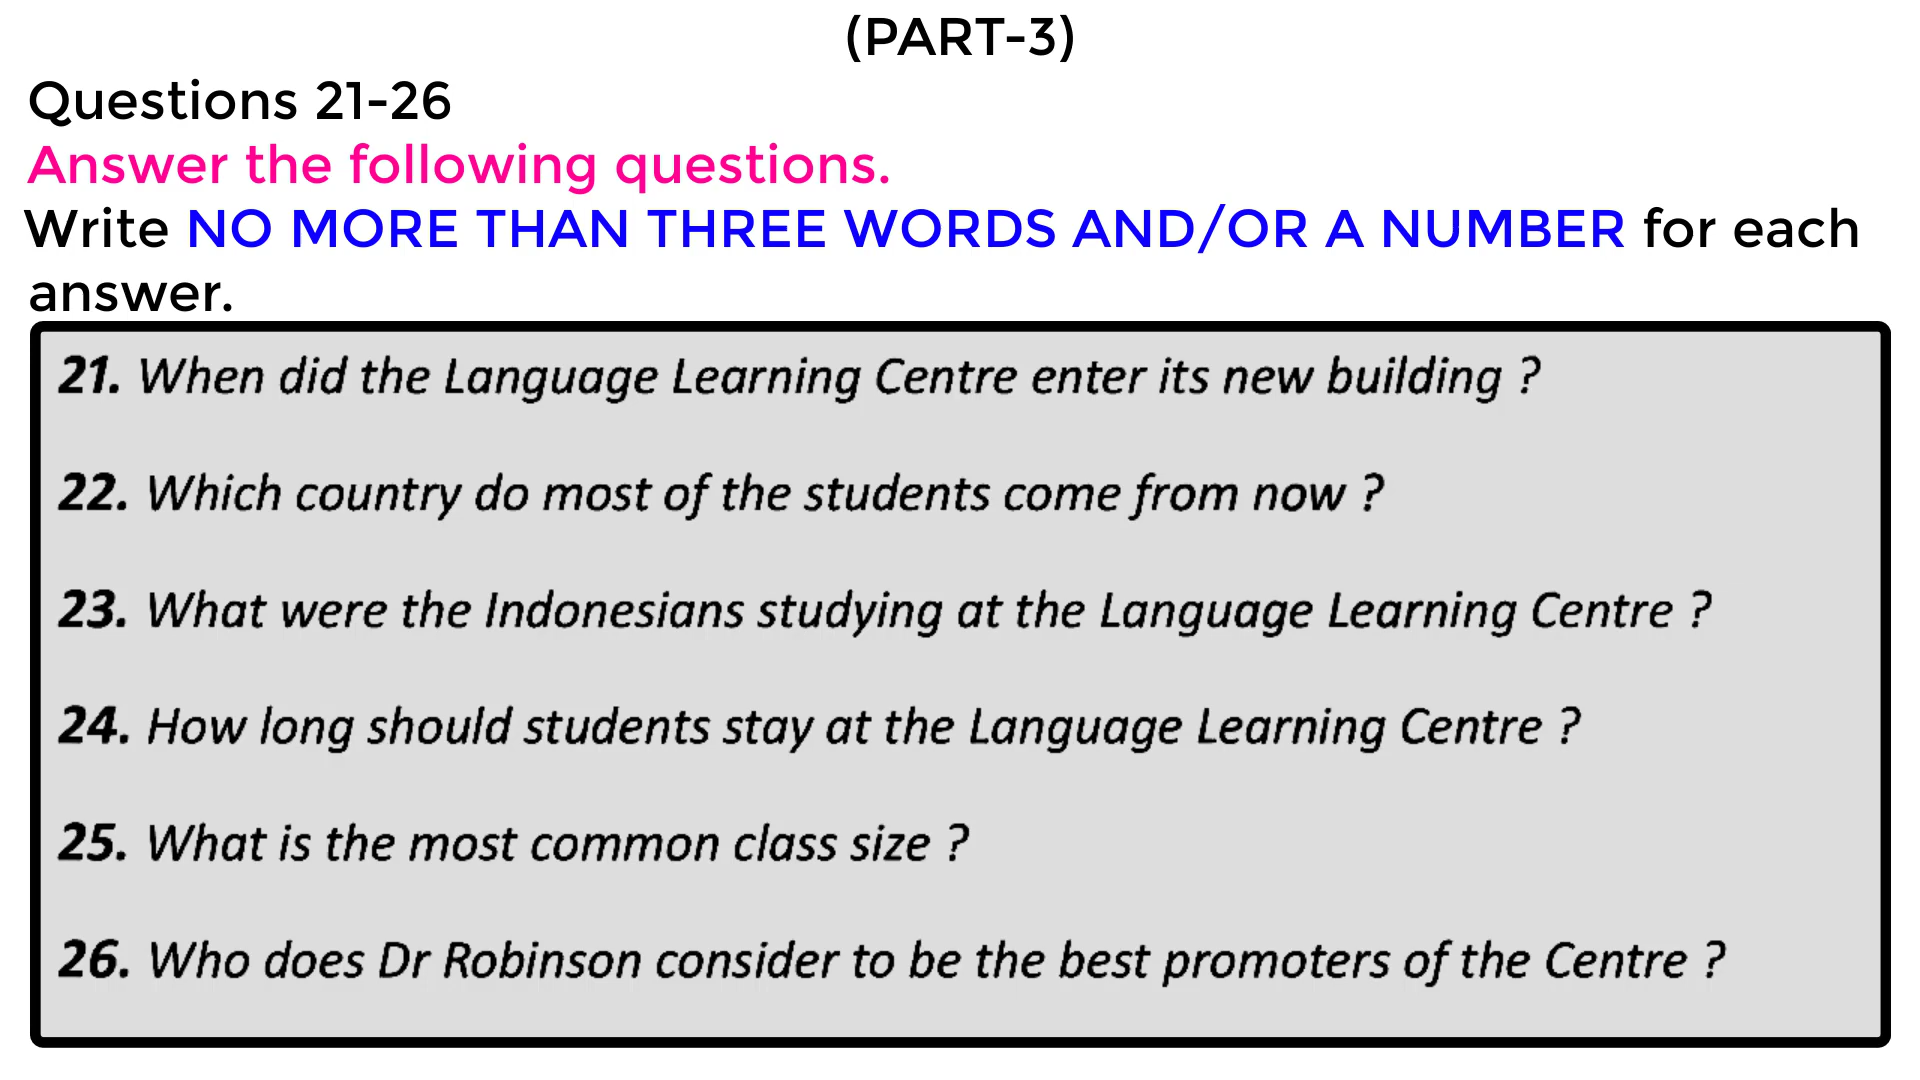 (PART-3)
Questions 21-26
Answer the following questions.
Write NO MORE THAN THREE WORDS AND/OR A NUMBER for each
answer.
21. When did the Language Learning Centre enter its new building ?
22. Which country do most of the students come from now ?
23. What were the Indonesians studying at the Language Learning Centre ?
24. How long should students stay at the Language Learning Centre ?
25. What is the most common class size ?
26. Who does Dr Robinson consider to be the best promoters of the Centre ?